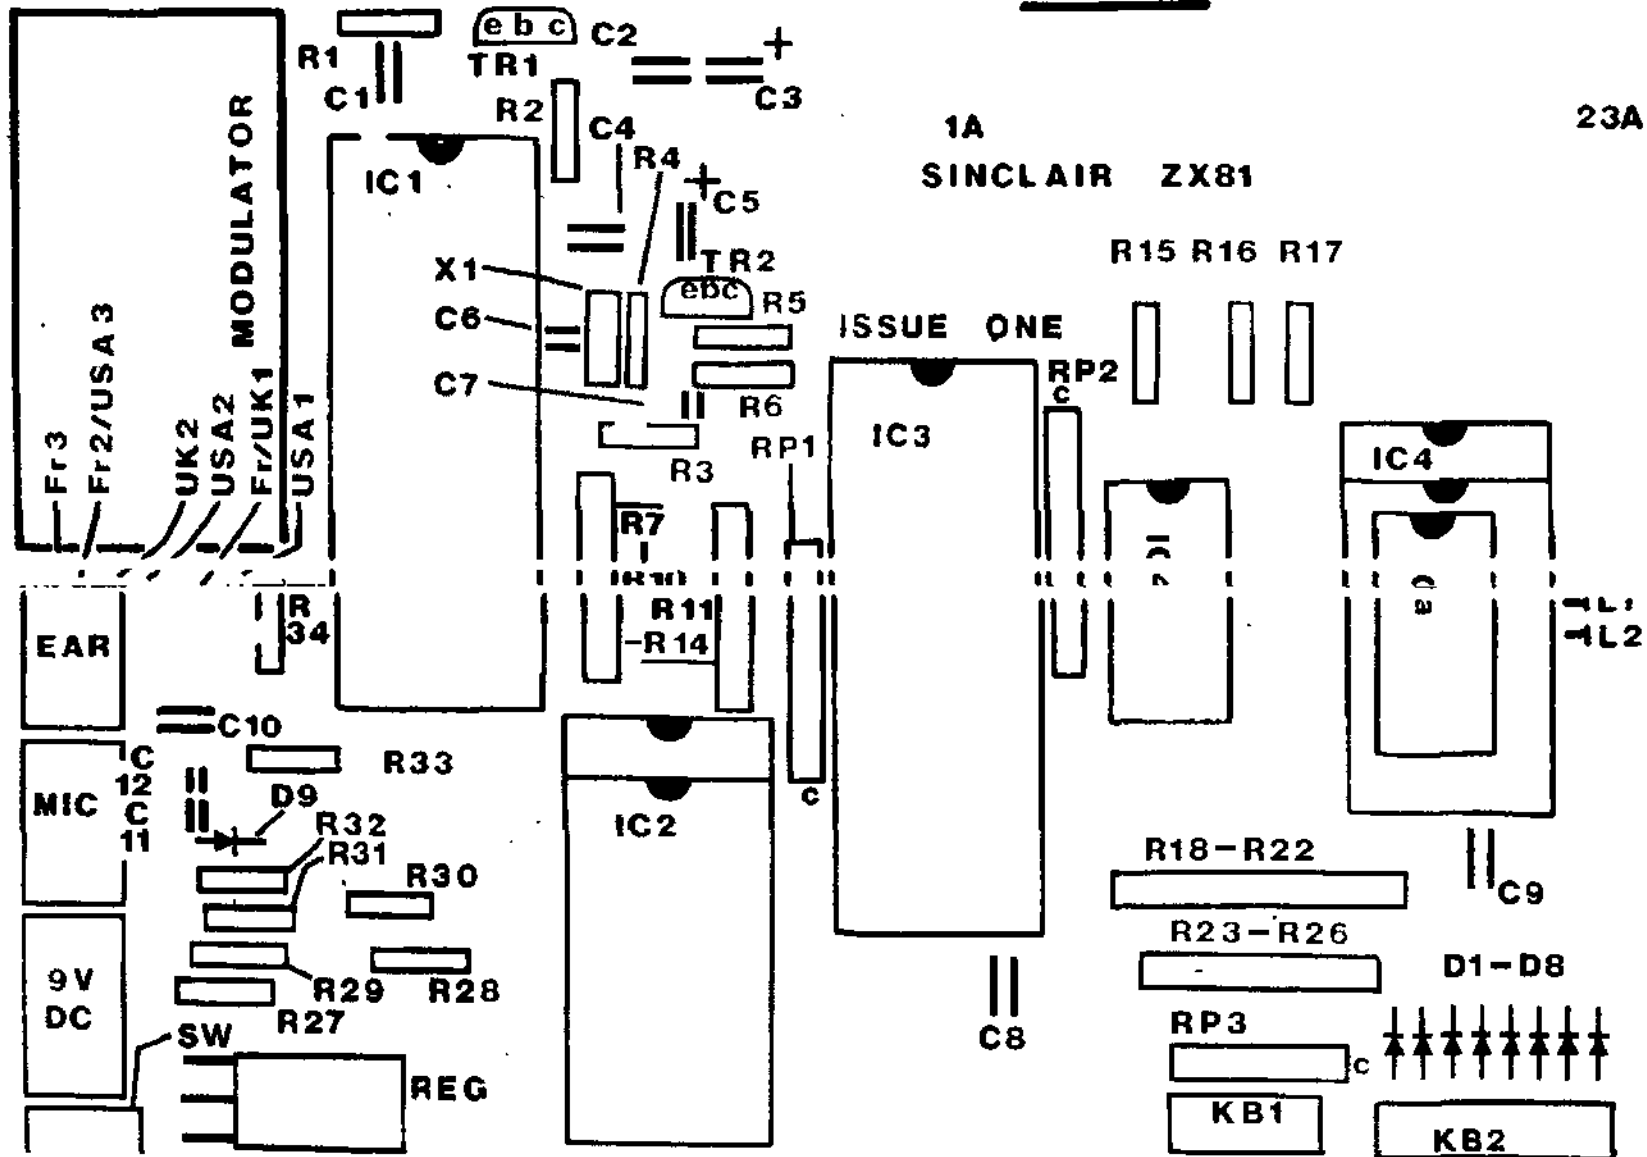 R1
C1
e b c
TR1
C2
+
C3
R2
C4
R4
+
C5
1A
23A
SINCLAIR ZX81
IC1
MODULATOR
X1
TR2
ebc
R5
C6
C7
R6
R3
RP1
ISSUE ONE
RP2
c
R15 R16 R17
IC3
IC4
Fr3
Fr2/USA3
UK2
USA2
Fr/UK1
USA1
R7
R10
R11
R14
L2
R
34
EAR
C10
R33
C
12
C
11
MIC
D9
R32
R31
R30
IC2
c
R18-R22
C9
R23-R26
9V
DC
R29
R28
R27
SW
REG
C8
D1-D8
RP3
c
KB1
KB2